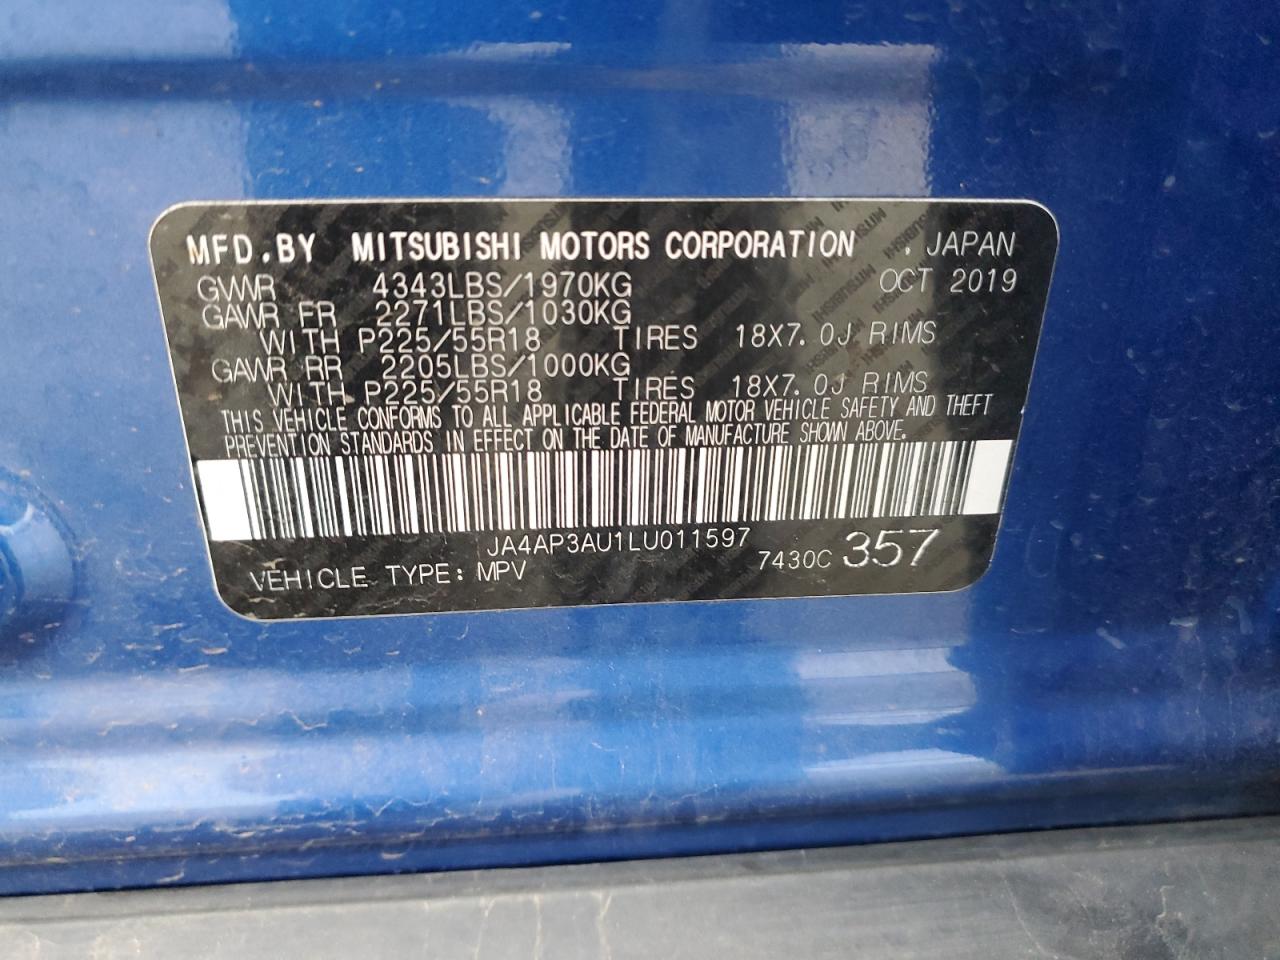 MFD.BY MITSUBISHI MOTORS CORPORATION . JAPAN
GVWR 4343LBS/1970KG OCT 2019
GAWR FR 2271LBS/1030KG
WITH P225/55R18 TIRES 18X7.0J RIMS
GAWR RR 2205LBS/1000KG
WITH P225/55R18 TIRES 18X7.0J RIMS
THIS VEHICLE CONFORMS TO ALL APPLICABLE FEDERAL MOTOR VEHICLE SAFETY AND THEFT
PREVENTION STANDARDS IN EFFECT ON THE DATE OF MANUFACTURE SHOWN ABOVE.
JA4AP3AU1LU011597
VEHICLE TYPE: MPV 7430C 357